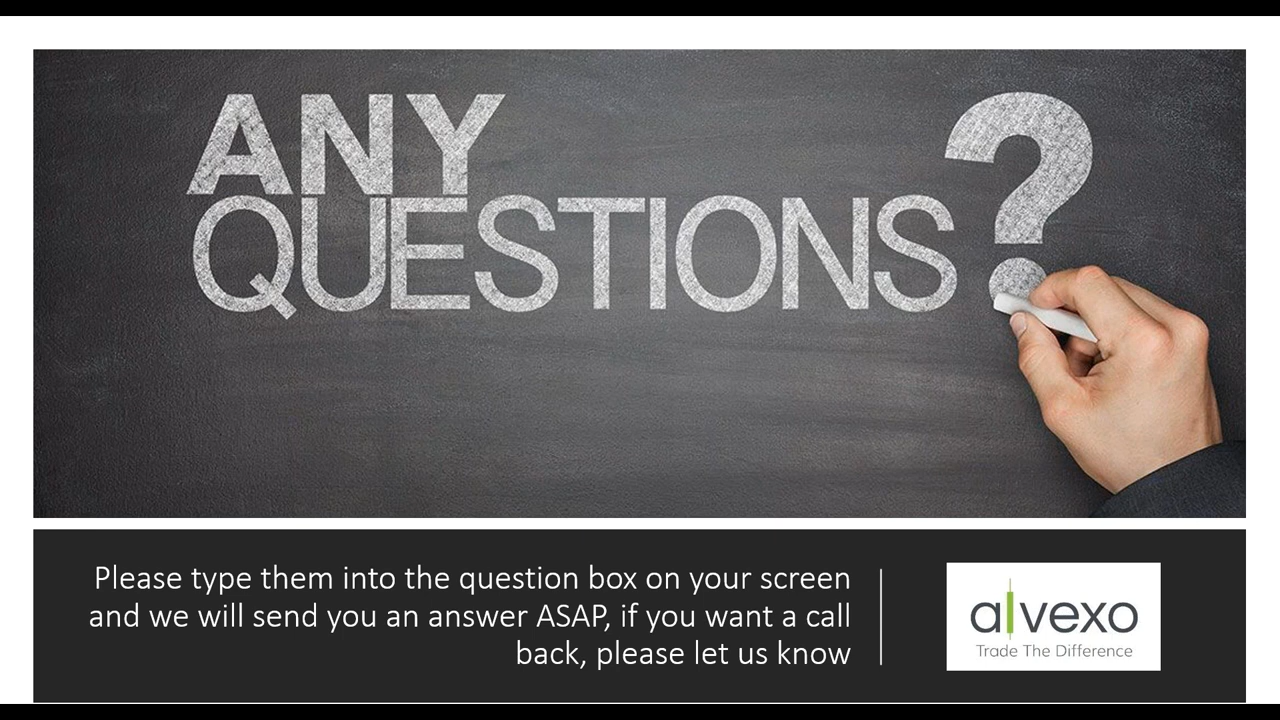 ANY
QUESTIONS?
Please type them into the question box on your screen
and we will send you an answer ASAP, if you want a call
back, please let us know
alvexo
Trade The Difference